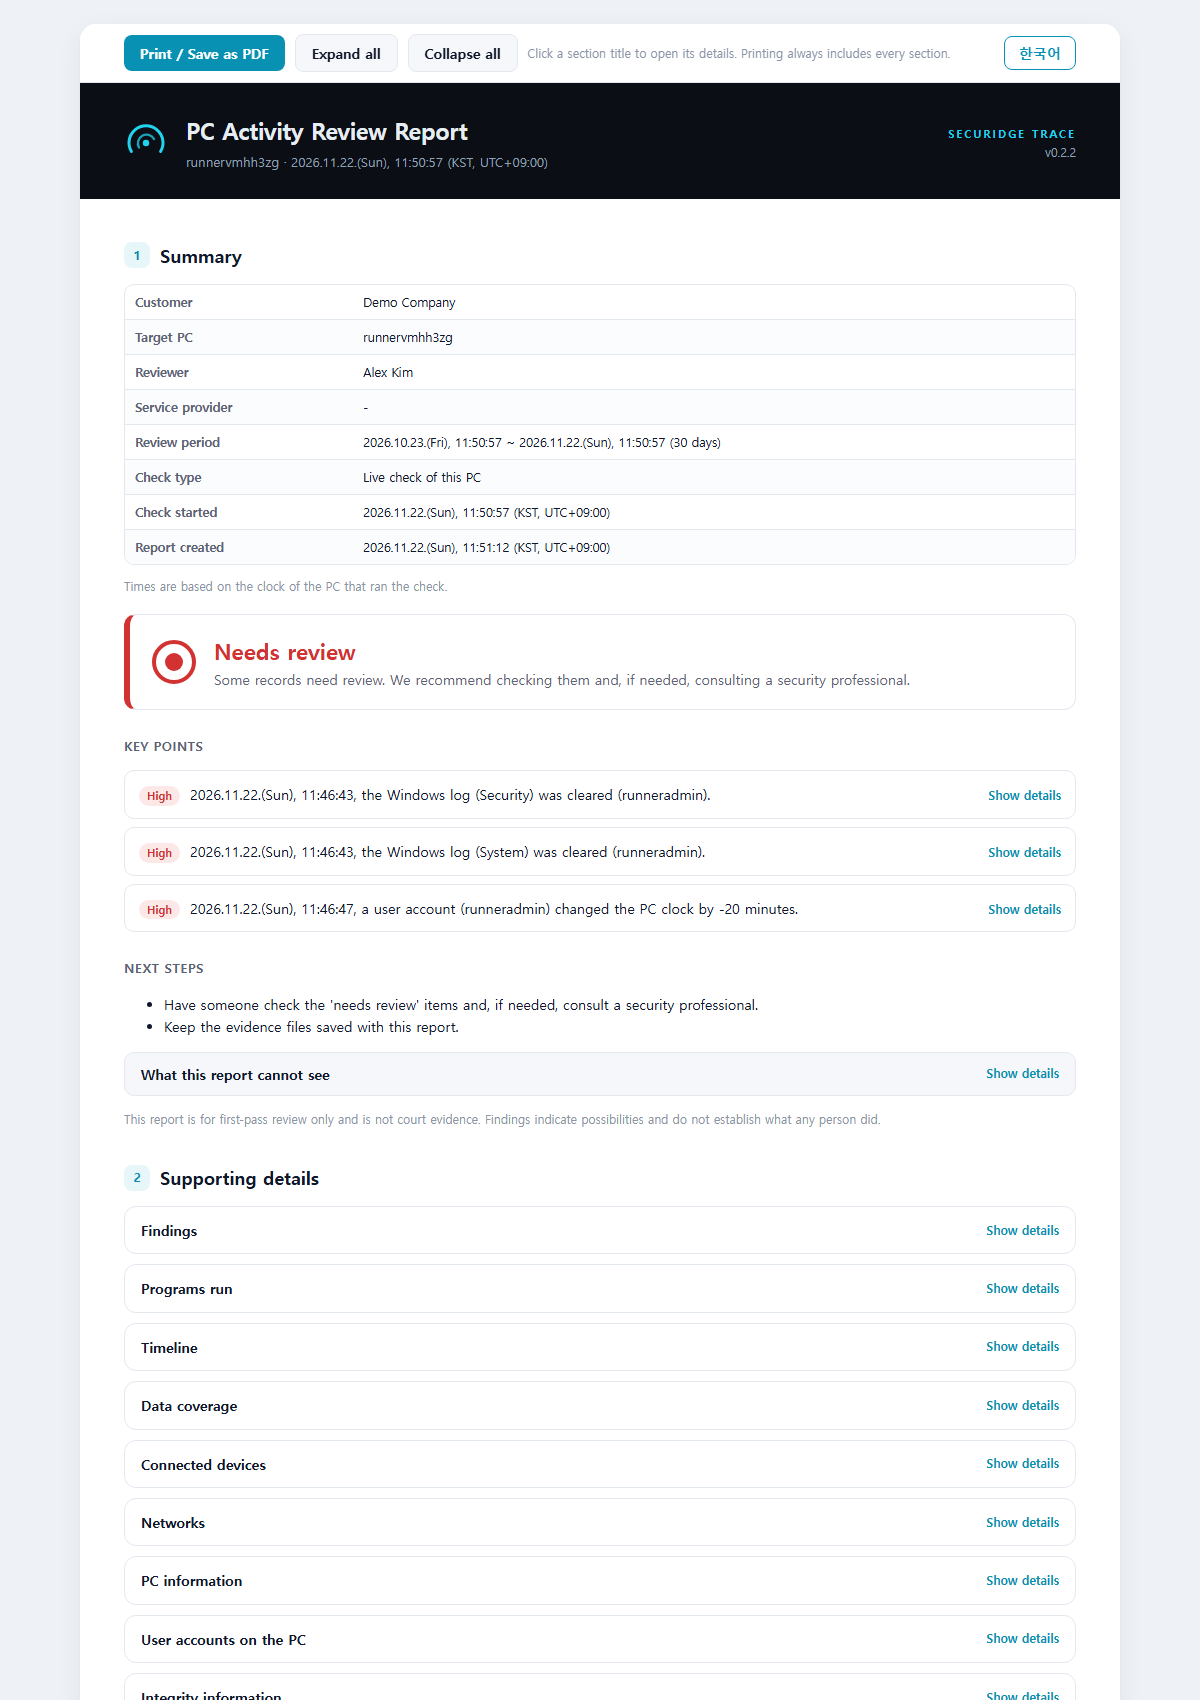 Print / Save as PDF
Expand all
Collapse all
Click a section title to open its details. Printing always includes every section.
한국어
PC Activity Review Report
runnervmhh3zg · 2026.11.22.(Sun), 11:50:57 (KST, UTC+09:00)
SECURIDGE TRACE
v0.2.2
1 Summary
Customer Demo Company
Target PC runnervmhh3zg
Reviewer Alex Kim
Service provider -
Review period 2026.10.23.(Fri), 11:50:57 ~ 2026.11.22.(Sun), 11:50:57 (30 days)
Check type Live check of this PC
Check started 2026.11.22.(Sun), 11:50:57 (KST, UTC+09:00)
Report created 2026.11.22.(Sun), 11:51:12 (KST, UTC+09:00)
Times are based on the clock of the PC that ran the check.
Needs review
Some records need review. We recommend checking them and, if needed, consulting a security professional.
KEY POINTS
High 2026.11.22.(Sun), 11:46:43, the Windows log (Security) was cleared (runneradmin). Show details
High 2026.11.22.(Sun), 11:46:43, the Windows log (System) was cleared (runneradmin). Show details
High 2026.11.22.(Sun), 11:46:47, a user account (runneradmin) changed the PC clock by -20 minutes. Show details
NEXT STEPS
• Have someone check the 'needs review' items and, if needed, consult a security professional.
• Keep the evidence files saved with this report.
What this report cannot see Show details
This report is for first-pass review only and is not court evidence. Findings indicate possibilities and do not establish what any person did.
2 Supporting details
Findings Show details
Programs run Show details
Timeline Show details
Data coverage Show details
Connected devices Show details
Networks Show details
PC information Show details
User accounts on the PC Show details
Integrity information Show details